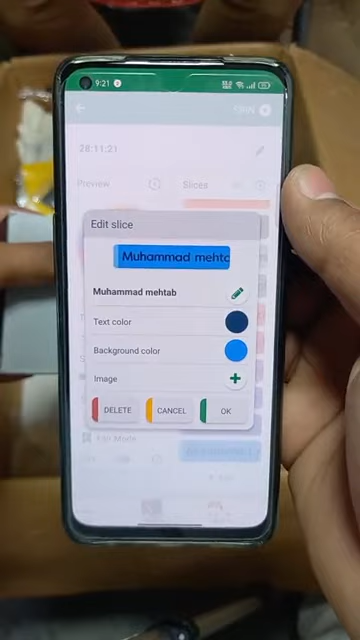 9:21
28:11:21
Preview
Slices
Edit slice
Muhammad mehta
Muhammad mehtab
Text color
Background color
Image
DELETE
CANCEL
OK